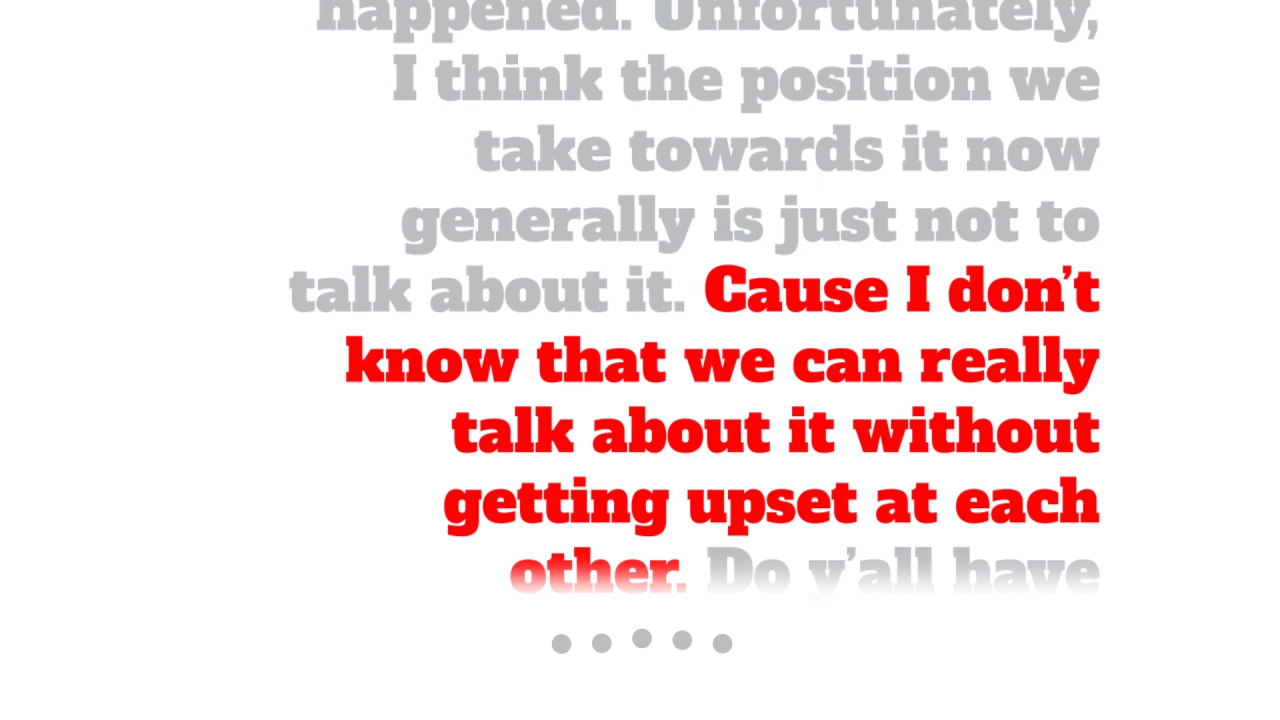 happened. Unfortunately,
I think the position we
take towards it now
generally is just not to
talk about it. Cause I don't
know that we can really
talk about it without
getting upset at each
other. Do y'all have